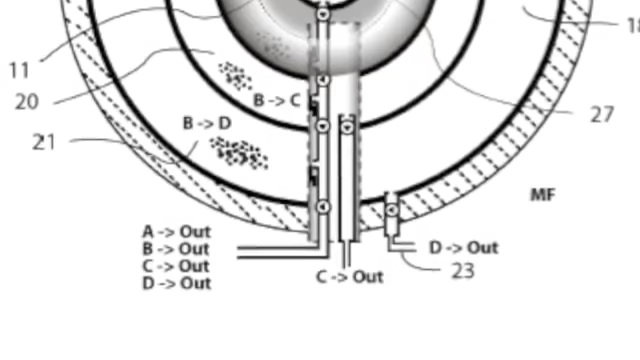 18
11
20
B -> C
27
B -> D
21
MF
A -> Out
B -> Out
C -> Out
D -> Out
D -> Out
23
C -> Out